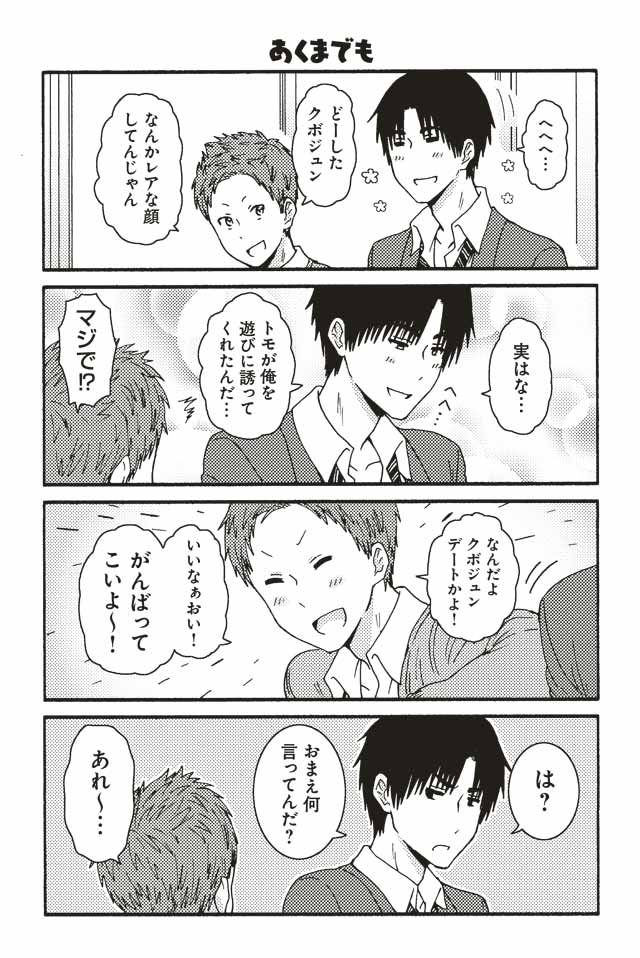 あくまでも
へへへ…
どーした
クボジュン
なんかレアな顔
してんじゃん
実はな…
へへへ…
トモが俺を
遊びに誘って
くれたんだ…
マジで!?
なんだよ
クボジュン
デートかよ！
いいなぁおい！
がんばって
こいよ〜！
は？
おまえ何
言ってんだ？
あれ〜…